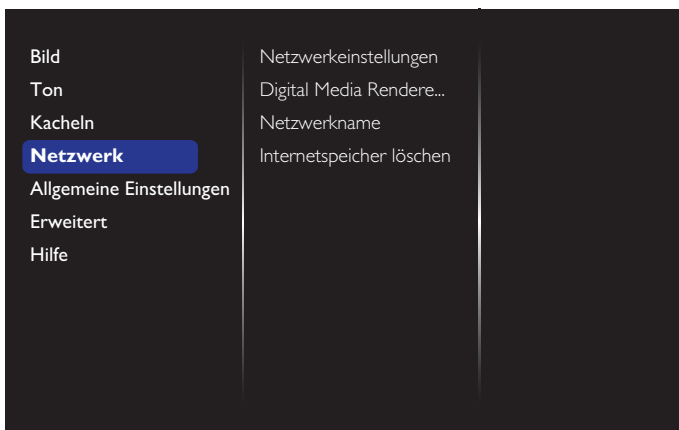 Bild
Ton
Kacheln
Netzwerk
Allgemeine Einstellungen
Erweitert
Hilfe
Netzwerkeinstellungen
Digital Media Rendere...
Netzwerkname
Internetspeicher löschen